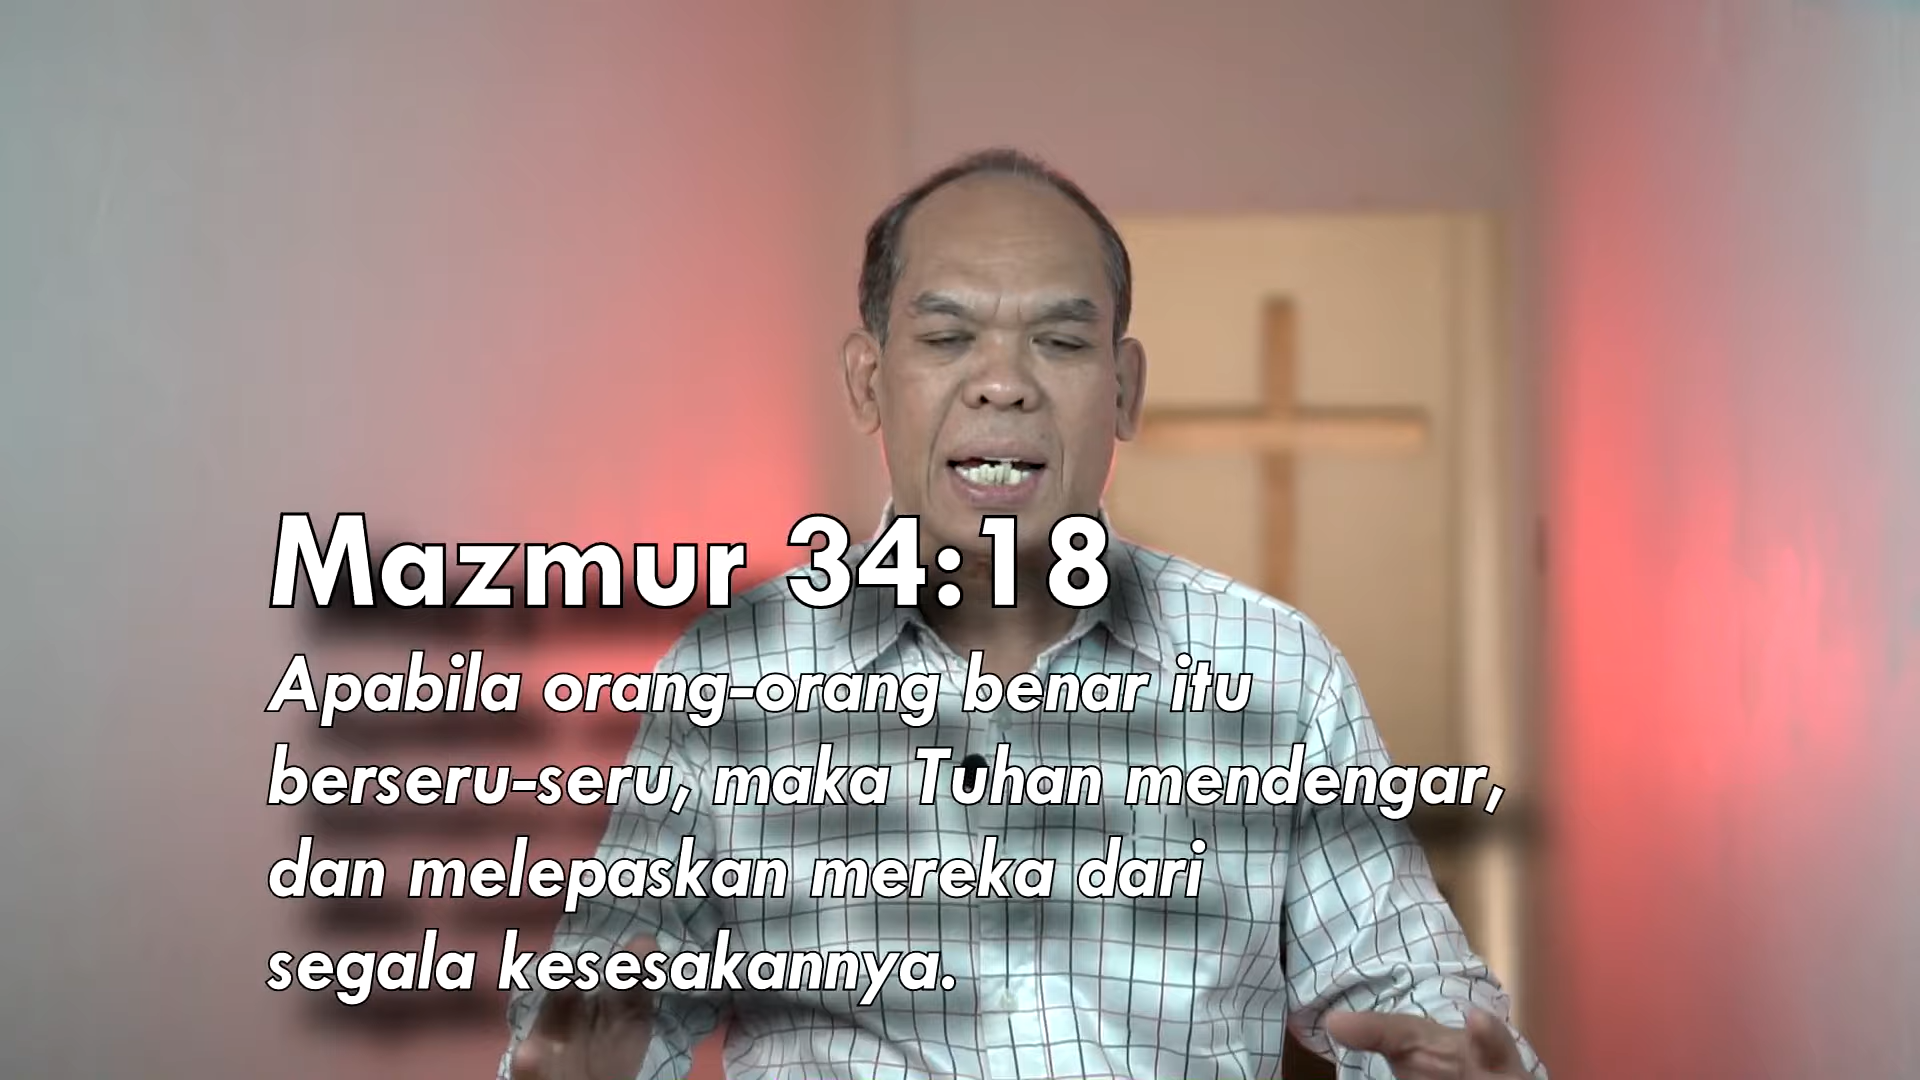 Mazmur 34:18
Apabila orang-orang benar itu
berseru-seru, maka Tuhan mendengar,
dan melepaskan mereka dari
segala kesesakannya.